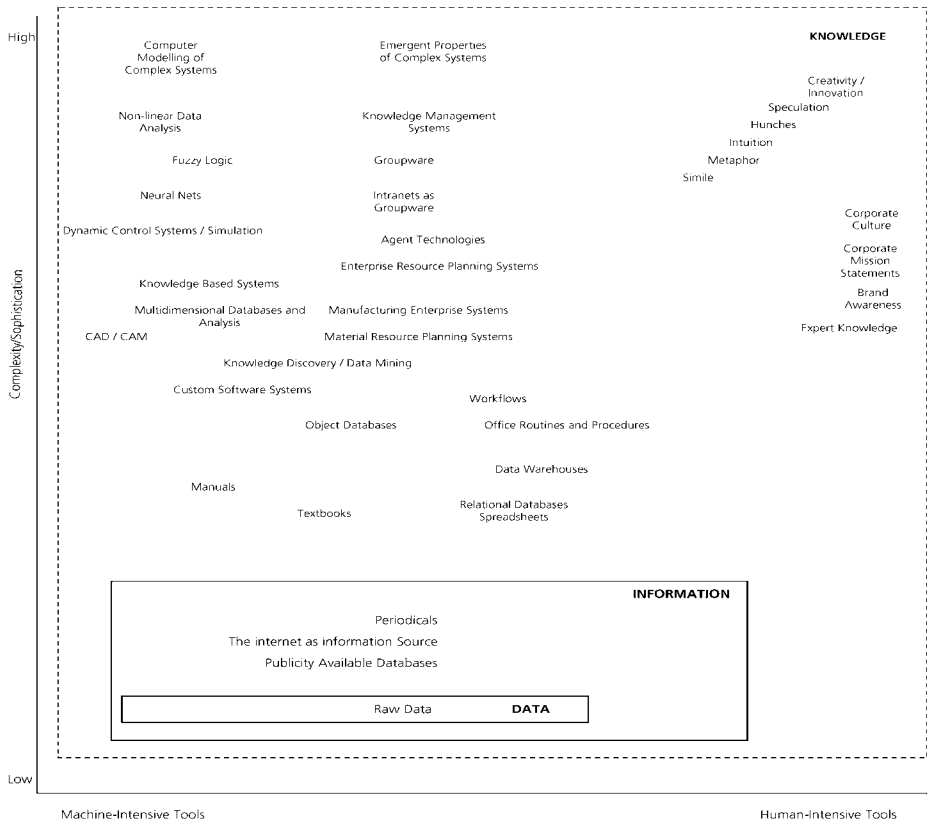 High
KNOWLEDGE
Computer
Modelling of
Complex Systems
Emergent Properties
of Complex Systems
Creativity /
Innovation
Speculation
Hunches
Intuition
Metaphor
Simile
Non-linear Data
Analysis
Knowledge Management
Systems
Fuzzy Logic
Groupware
Neural Nets
Intranets as
Groupware
Corporate
Culture
Dynamic Control Systems / Simulation
Agent Technologies
Corporate
Mission
Statements
Enterprise Resource Planning Systems
Knowledge Based Systems
Brand
Awareness
Multidimensional Databases and
Analysis
Manufacturing Enterprise Systems
Expert Knowledge
CAD / CAM
Material Resource Planning Systems
Knowledge Discovery / Data Mining
Custom Software Systems
Workflows
Object Databases
Office Routines and Procedures
Data Warehouses
Manuals
Textbooks
Relational Databases
Spreadsheets
Complexity/Sophistication
INFORMATION
Periodicals
The internet as information Source
Publicity Available Databases
Raw Data
DATA
Low
Machine-Intensive Tools
Human-Intensive Tools